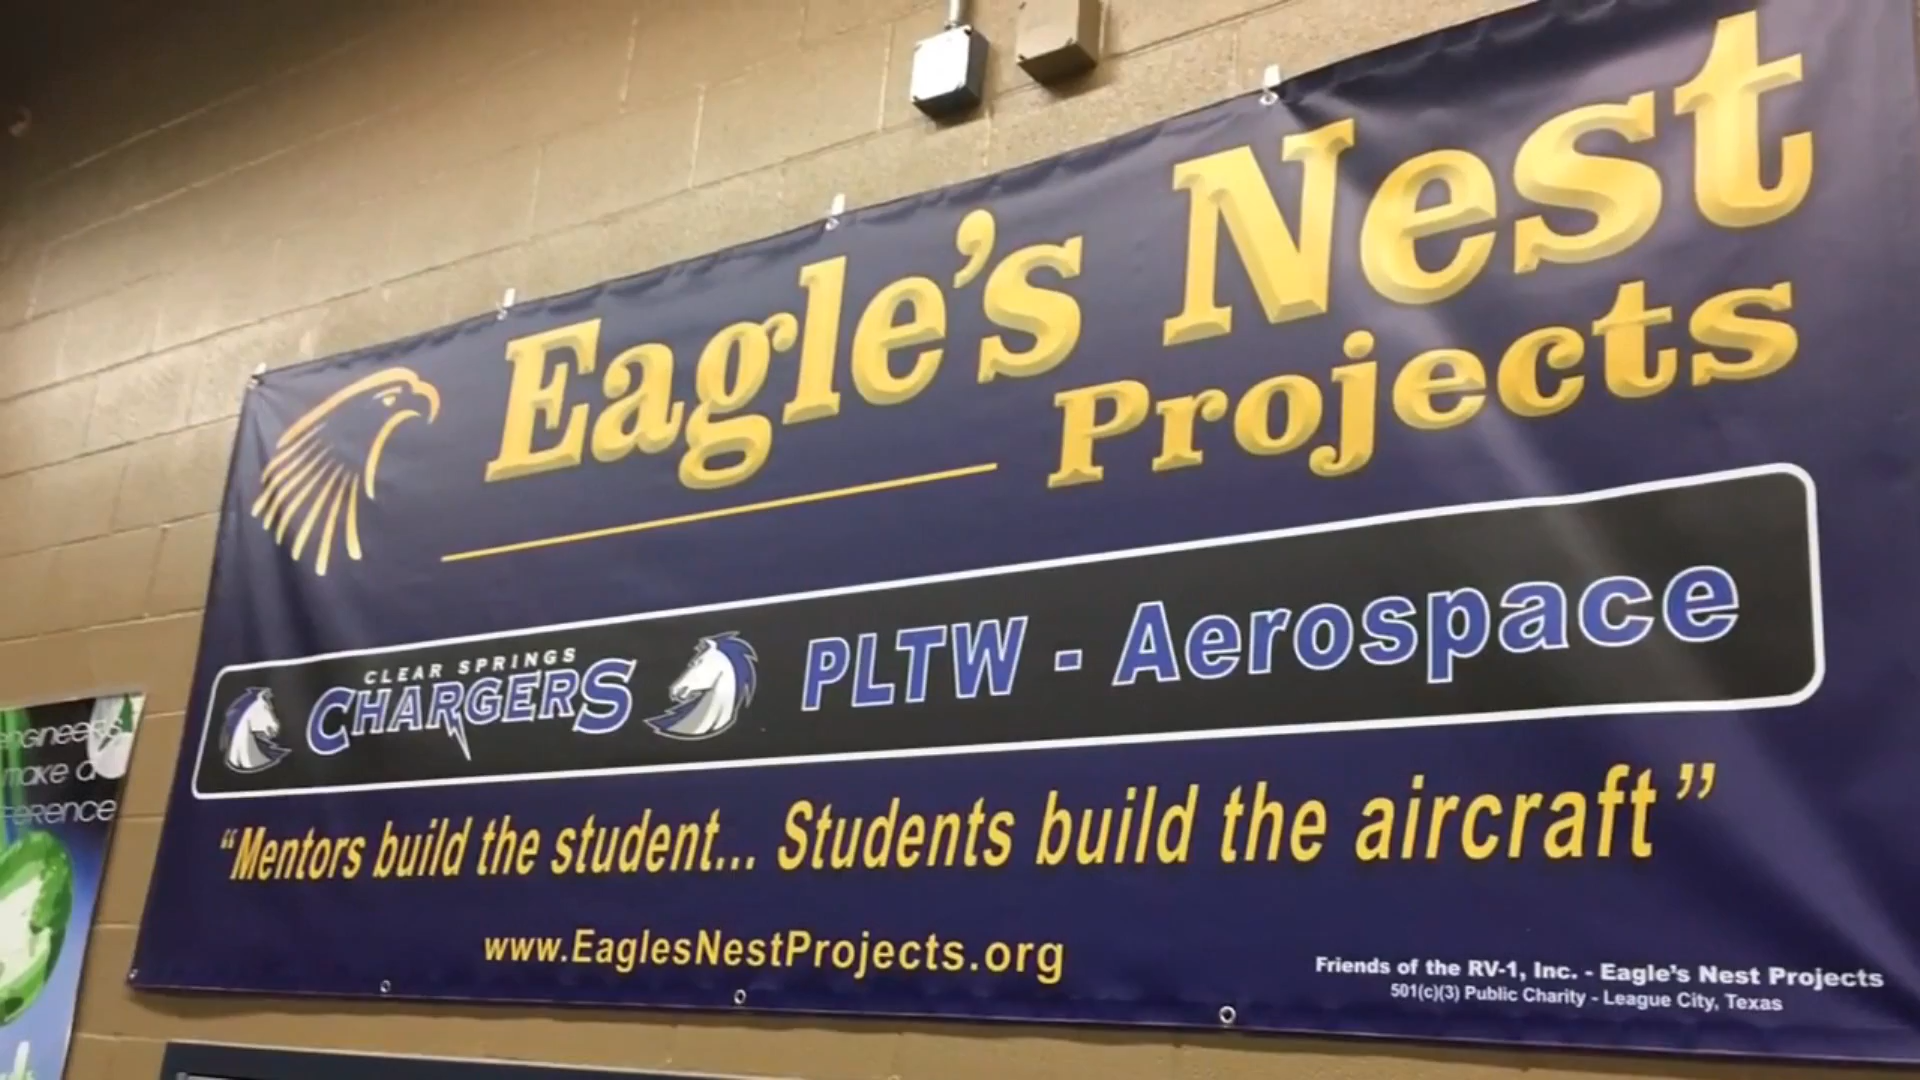 Eagle's Nest
Projects
CLEAR SPRINGS
CHARGERS
PLTW - Aerospace
“Mentors build the student... Students build the aircraft”
www.EaglesNestProjects.org
Friends of the RV-1, Inc. - Eagle's Nest Projects
501(c)(3) Public Charity - League City, Texas
make a